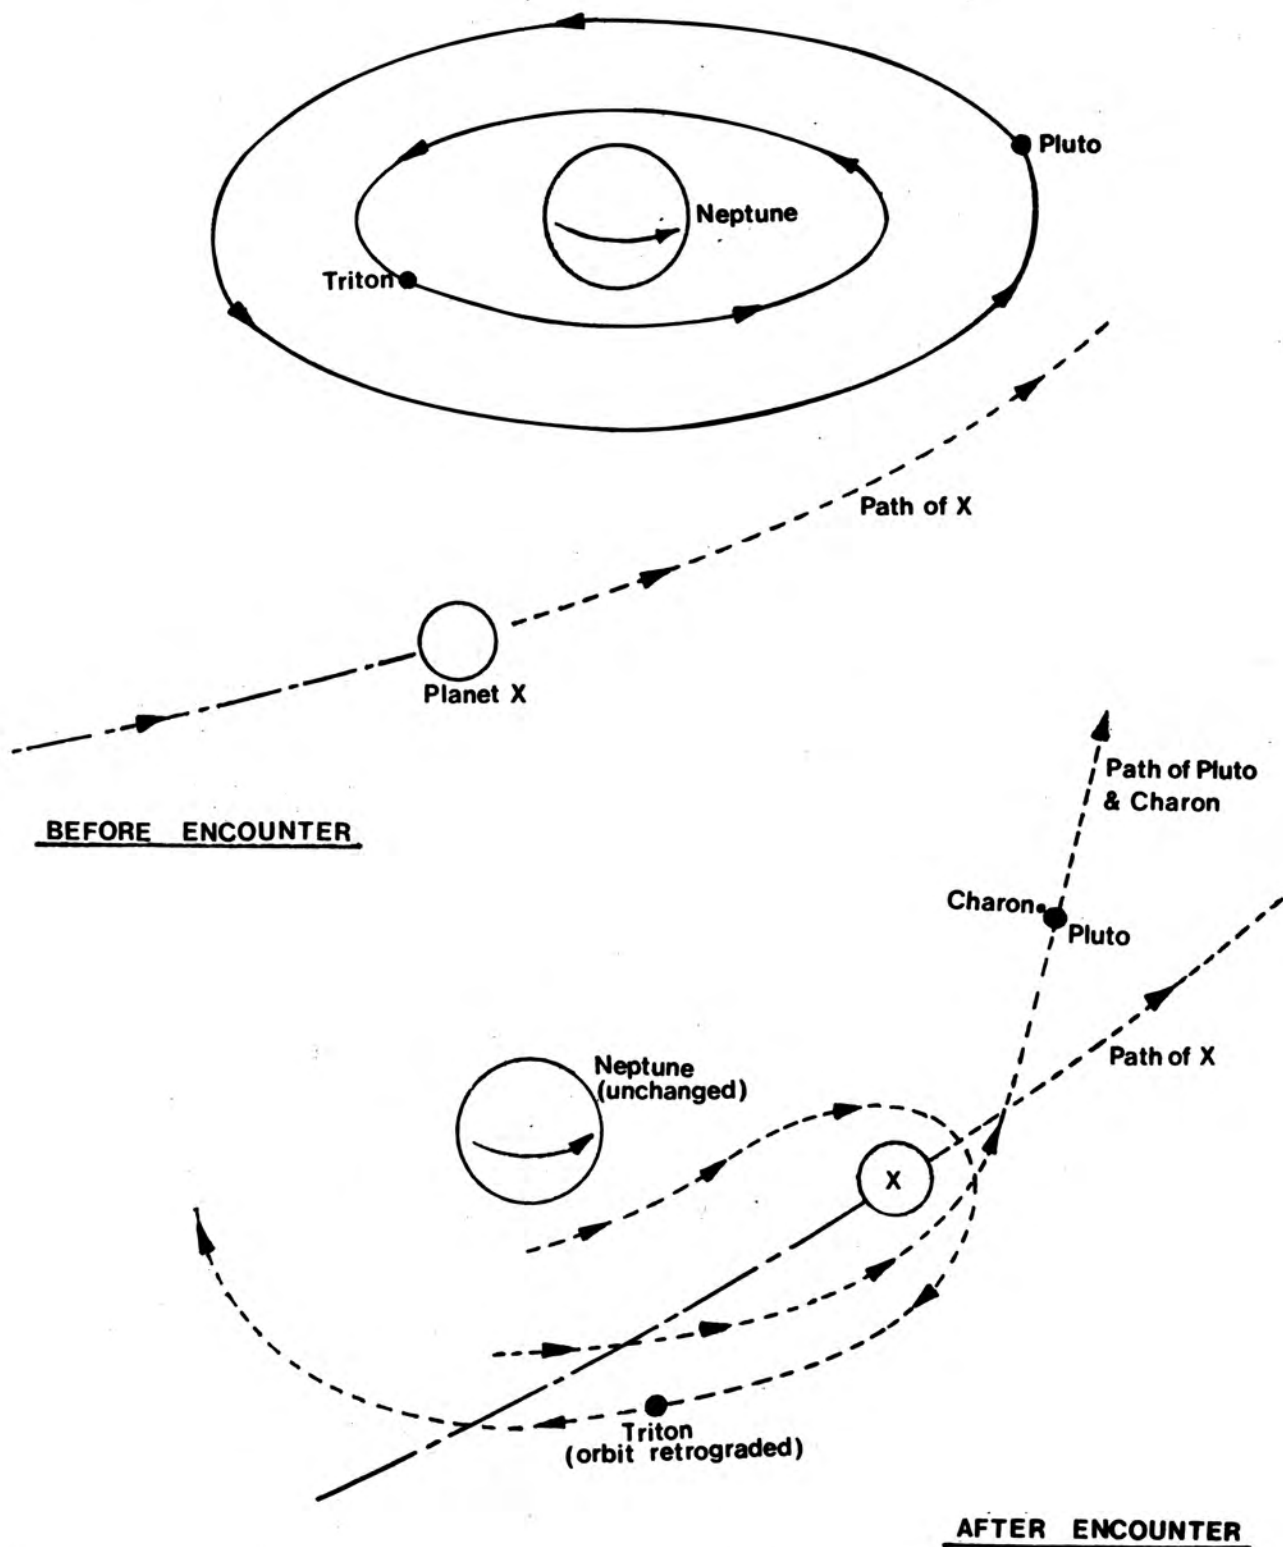 Pluto
Neptune
Triton
Path of X
Planet X
BEFORE ENCOUNTER
Path of Pluto
& Charon
Charon
Pluto
Path of X
Neptune
(unchanged)
X
Triton
(orbit retrograded)
AFTER ENCOUNTER